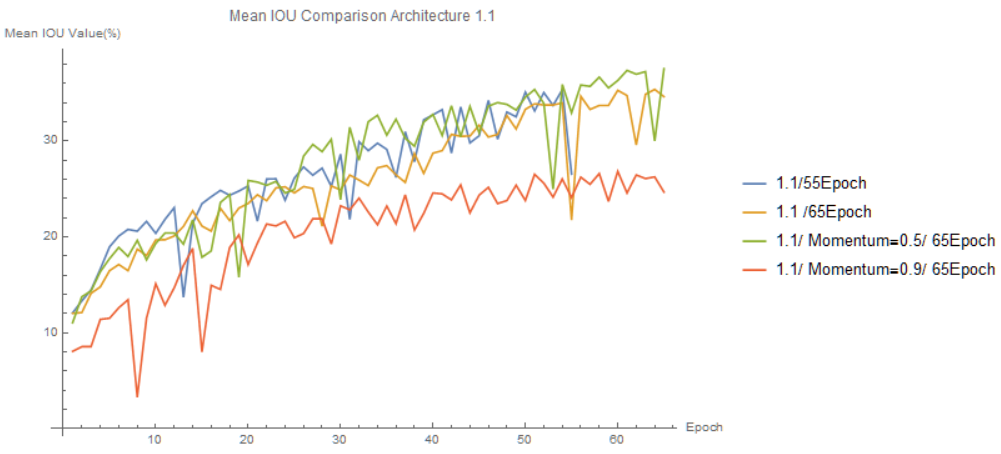 Mean IOU Comparison Architecture 1.1
Mean IOU Value(%)
30
20
10
10
20
30
40
50
60
Epoch
1.1/55Epoch
1.1 /65Epoch
1.1/ Momentum=0.5/ 65Epoch
1.1/ Momentum=0.9/ 65Epoch